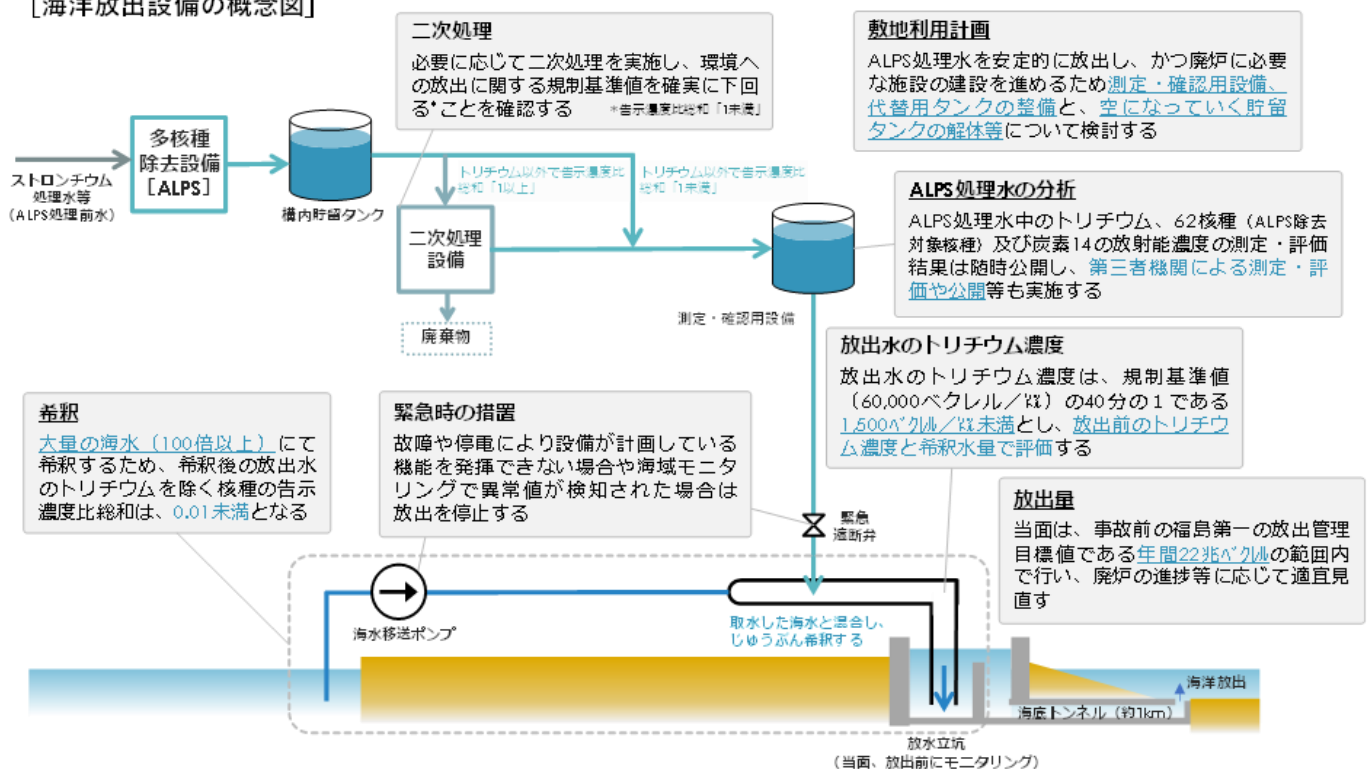 [海洋放出設備の概念図]
二次処理
必要に応じて二次処理を実施し、環境へ
の放出に関する規制基準値を確実に下回
る*ことを確認する *告示濃度比総和「1未満」
敷地利用計画
ALPS処理水を安定的に放出し、かつ廃炉に必要
な施設の建設を進めるため測定・確認用設備、
代替用タンクの整備と、空になっていく貯留
タンクの解体等について検討する
多核種
除去設備
[ALPS]
ストロンチウム
処理水等
(ALPS処理前水)
構内貯留タンク
トリチウム以外で告示濃度比
総和「1以上」
トリチウム以外で告示濃度比
総和「1未満」
二次処理
設備
廃棄物
測定・確認用設備
ALPS処理水の分析
ALPS処理水中のトリチウム、62核種(ALPS除去
対象核種)及び炭素14の放射能濃度の測定・評価
結果は随時公開し、第三者機関による測定・評
価や公開等も実施する
放出水のトリチウム濃度
放出水のトリチウム濃度は、規制基準値
(60,000ベクレル/㍑)の40分の1である
1,500ベクレル/㍑未満とし、放出前のトリチウ
ム濃度と希釈水量で評価する
希釈
大量の海水(100倍以上)にて
希釈するため、希釈後の放出水
のトリチウムを除く核種の告示
濃度比総和は、0.01未満となる
緊急時の措置
故障や停電により設備が計画している
機能を発揮できない場合や海域モニタ
リングで異常値が検知された場合は
放出を停止する
緊急
遮断弁
放出量
当面は、事故前の福島第一の放出管理
目標値である年間22兆ベクレルの範囲内
で行い、廃炉の進捗等に応じて適宜見
直す
海水移送ポンプ
取水した海水と混合し、
じゅうぶん希釈する
海洋放出
海底トンネル(約1km)
放水立坑
(当面、放出前にモニタリング)